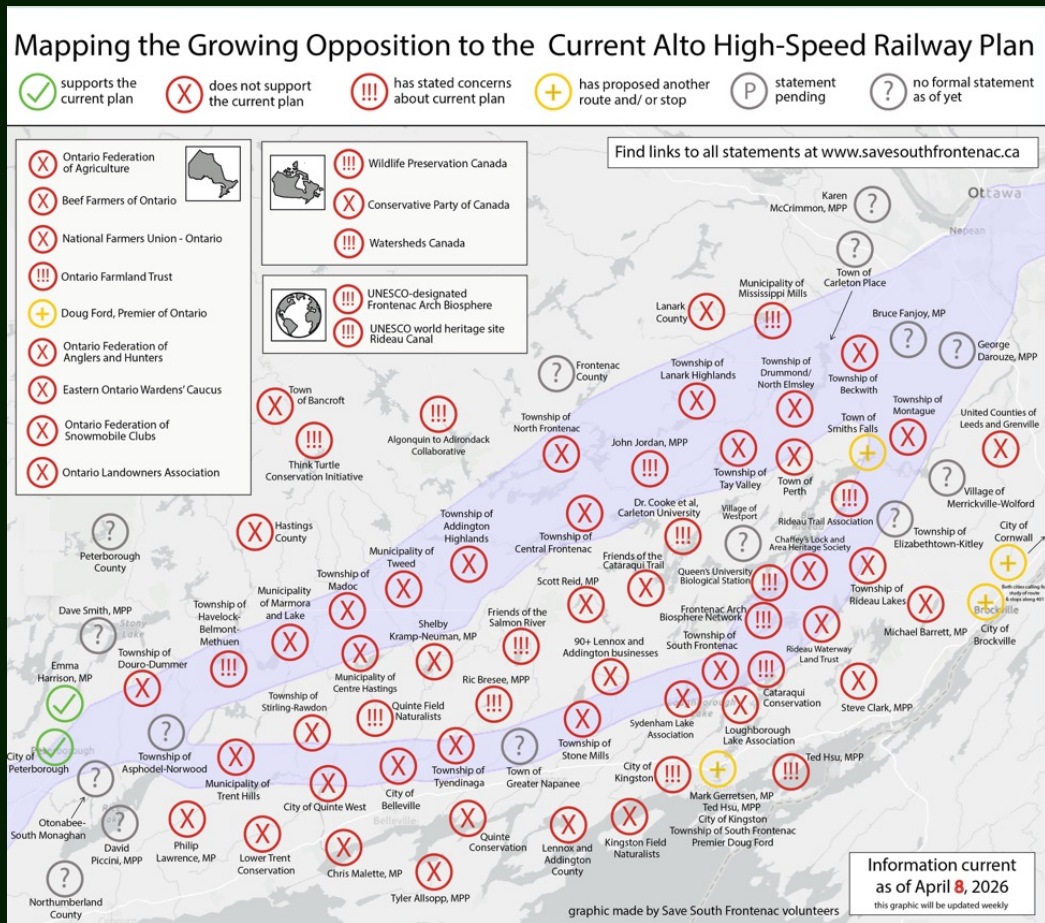 Mapping the Growing Opposition to the Current Alto High-Speed Railway Plan
supports the
current plan
X
does not support
the current plan
!!!
has stated concerns
about current plan
+
has proposed another
route and/ or stop
P
statement
pending
?
no formal statement
as of yet
X
Ontario Federation
of Agriculture
X
Beef Farmers of Ontario
X
National Farmers Union - Ontario
!!!
Ontario Farmland Trust
+
Doug Ford, Premier of Ontario
X
Ontario Federation of
Anglers and Hunters
X
Eastern Ontario Wardens' Caucus
X
Ontario Federation of
Snowmobile Clubs
X
Ontario Landowners Association
!!!
Wildlife Preservation Canada
X
Conservative Party of Canada
!!!
Watersheds Canada
!!!
UNESCO-designated
Frontenac Arch Biosphere
!!!
UNESCO world heritage site
Rideau Canal
Find links to all statements at www.savesouthfrontenac.ca
Karen
McCrimmon, MPP
?
Ottawa
Nepean
?
Town of
Carleton Place
Municipality of
Mississippi Mills
!!!
Lanark
County
X
Bruce Fanjoy, MP
?
?
George
Darouze, MPP
X
Township of
Beckwith
?
Frontenac
County
Township of
Lanark Highlands
X
Township of
Drummond/
North Elmsley
X
Town of
Smiths Falls
+
Township of
Montague
X
United Counties of
Leeds and Grenville
X
X
Town
of Bancroft
!!!
Think Turtle
Conservation Initiative
!!!
Algonquin to Adirondack
Collaborative
Township of
North Frontenac
X
John Jordan, MPP
!!!
X
Township of
Tay Valley
X
Town of
Perth
!!!
Rideau Trail Association
?
Village of
Merrickville-Wolford
?
Township of
Elizabethtown-Kitley
City of
Cornwall
+
Both cities calling for
study of route
& stops along 401
?
Peterborough
County
X
Hastings
County
Township of
Addington
Highlands
X
X
Township of
Central Frontenac
Dr. Cooke et al,
Carleton University
!!!
Village of
Westport
?
Chaffey's Lock and
Area Heritage Society
X
Municipality of
Tweed
X
Township of
Madoc
X
Municipality
of Marmora
and Lake
X
Township of
Havelock-
Belmont-
Methuen
!!!
Dave Smith, MPP
?
Stony
Lake
Scott Reid, MP
X
Friends of the
Cataraqui Trail
X
Queen's University
Biological Station
!!!
X
Township of
Rideau Lakes
X
Michael Barrett, MP
+
Brockville
City of
Brockville
Frontenac Arch
Biosphere Network
!!!
X
Rideau Waterway
Land Trust
Emma
Harrison, MP
Township of
Douro-Dummer
X
X
Municipality of
Centre Hastings
Shelby
Kramp-Neuman, MP
X
Friends of the
Salmon River
!!!
90+ Lennox and
Addington businesses
X
Township of
South Frontenac
X
!!!
Cataraqui
Conservation
X
Steve Clark, MPP
Peterborough
City of
Peterborough
?
Township of
Asphodel-Norwood
Township of
Stirling-Rawdon
X
!!!
Quinte Field
Naturalists
Ric Bresee, MPP
!!!
X
Township of
Stone Mills
X
Sydenham Lake
Association
X
Loughborough
Lake Association
?
Otonabee-
South Monaghan
X
Municipality of
Trent Hills
X
City of Quinte West
X
City of
Belleville
X
Township of
Tyendinaga
?
Town of
Greater Napanee
City of
Kingston
!!!
+
Mark Gerretsen, MP
Ted Hsu, MPP
City of Kingston
Township of South Frontenac
Premier Doug Ford
!!!
Ted Hsu, MPP
?
David
Piccini, MPP
X
Philip
Lawrence, MP
X
Lower Trent
Conservation
X
Chris Malette, MP
Belleville
X
Quinte
Conservation
X
Tyler Allsopp, MPP
X
Lennox and
Addington
County
X
Kingston Field
Naturalists
?
Northumberland
County
graphic made by Save South Frontenac volunteers
Information current
as of April 8, 2026
this graphic will be updated weekly